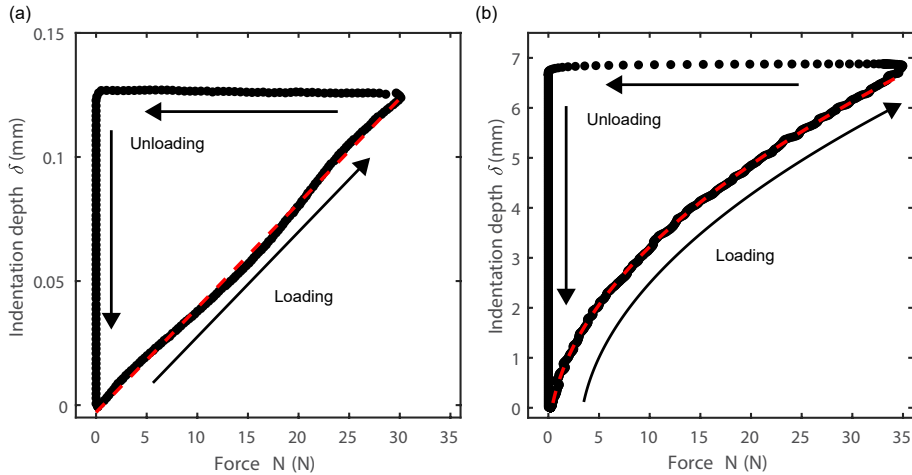 (a)
0.15
0.1
0.05
0
Indentation depth δ (mm)
Unloading
Loading
0 5 10 15 20 25 30 35
Force N (N)
(b)
7
6
5
4
3
2
1
0
Indentation depth δ (mm)
Unloading
Loading
0 5 10 15 20 25 30 35
Force N (N)